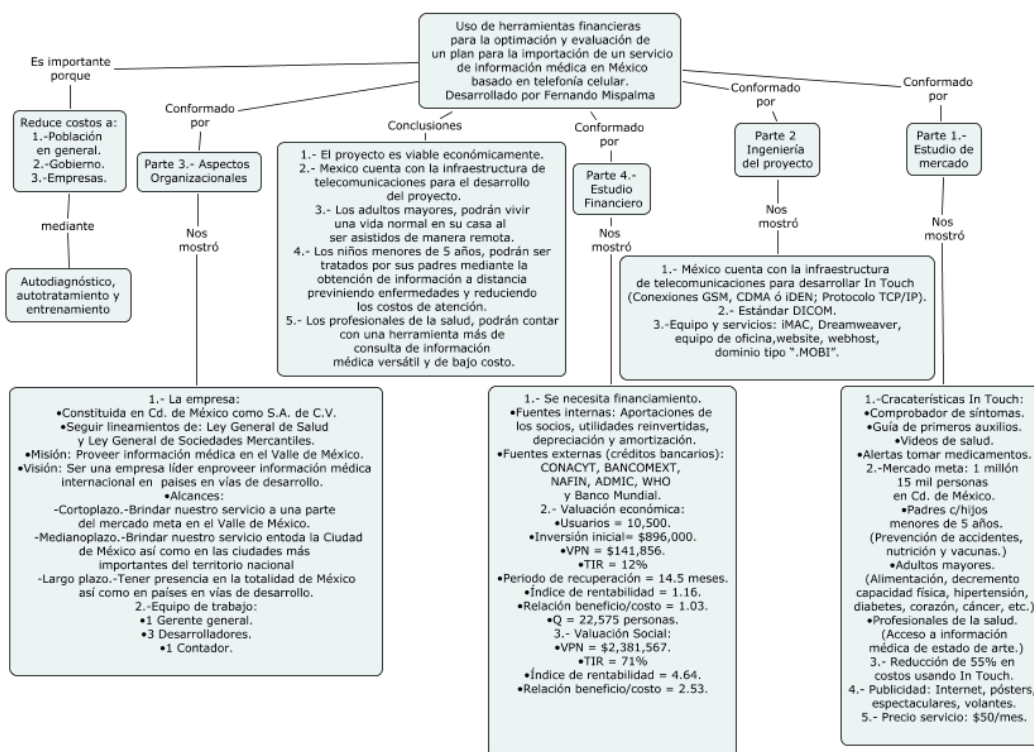 Uso de herramientas financieras
para la optimación y evaluación de
un plan para la importación de un servicio
de información médica en México
basado en telefonía celular.
Desarrollado por Fernando Mispalma
Es importante
porque
Reduce costos a:
1.-Población
en general.
2.-Gobierno.
3.-Empresas.
mediante
Autodiagnóstico,
autotratamiento y
entrenamiento
Conformado
por
Parte 3.- Aspectos
Organizacionales
Nos
mostró
1.- La empresa:
•Constituida en Cd. de México como S.A. de C.V.
•Seguir lineamientos de: Ley General de Salud
y Ley General de Sociedades Mercantiles.
•Misión: Proveer información médica en el Valle de México.
•Visión: Ser una empresa líder enproveer información médica
internacional en paises en vías de desarrollo.
•Alcances:
-Cortoplazo.-Brindar nuestro servicio a una parte
del mercado meta en el Valle de México.
-Medianoplazo.-Brindar nuestro servicio entoda la Ciudad
de México así como en las ciudades más
importantes del territorio nacional
-Largo plazo.-Tener presencia en la totalidad de México
así como en países en vías de desarrollo.
2.-Equipo de trabajo:
•1 Gerente general.
•3 Desarrolladores.
•1 Contador.
Conclusiones
1.- El proyecto es viable económicamente.
2.- Mexico cuenta con la infraestructura de
telecomunicaciones para el desarrollo
del proyecto.
3.- Los adultos mayores, podrán vivir
una vida normal en su casa al
ser asistidos de manera remota.
4.- Los niños menores de 5 años, podrán ser
tratados por sus padres mediante la
obtención de información a distancia
previniendo enfermedades y reduciendo
los costos de atención.
5.- Los profesionales de la salud, podrán contar
con una herramienta más de
consulta de información
médica versátil y de bajo costo.
Conformado
por
Parte 4.-
Estudio
Financiero
Nos
mostró
1.- Se necesita financiamiento.
•Fuentes internas: Aportaciones de
los socios, utilidades reinvertidas,
depreciación y amortización.
•Fuentes externas (créditos bancarios):
CONACYT, BANCOMEXT,
NAFIN, ADMIC, WHO
y Banco Mundial.
2.- Valuación económica:
•Usuarios = 10,500.
•Inversión inicial= $896,000.
•VPN = $141,856.
•TIR = 12%
•Periodo de recuperación = 14.5 meses.
•Índice de rentabilidad = 1.16.
•Relación beneficio/costo = 1.03.
•Q = 22,575 personas.
3.- Valuación Social:
•VPN = $2,381,567.
•TIR = 71%
•Índice de rentabilidad = 4.64.
•Relación beneficio/costo = 2.53.
Conformado
por
Parte 2
Ingeniería
del proyecto
Nos
mostró
1.- México cuenta con la infraestructura
de telecomunicaciones para desarrollar In Touch
(Conexiones GSM, CDMA ó iDEN; Protocolo TCP/IP).
2.- Estándar DICOM.
3.-Equipo y servicios: iMAC, Dreamweaver,
equipo de oficina,website, webhost,
dominio tipo “.MOBI”.
Conformado
por
Parte 1.-
Estudio de
mercado
Nos
mostró
1.-Cracaterísticas In Touch:
•Comprobador de síntomas.
•Guía de primeros auxilios.
•Videos de salud.
•Alertas tomar medicamentos.
2.-Mercado meta: 1 millón
15 mil personas
en Cd. de México.
•Padres c/hijos
menores de 5 años.
(Prevención de accidentes,
nutrición y vacunas.)
•Adultos mayores.
(Alimentación, decremento
capacidad física, hipertensión,
diabetes, corazón, cáncer, etc.)
•Profesionales de la salud.
(Acceso a información
médica de estado de arte.)
3.- Reducción de 55% en
costos usando In Touch.
4.- Publicidad: Internet, pósters,
espectaculares, volantes.
5.- Precio servicio: $50/mes.